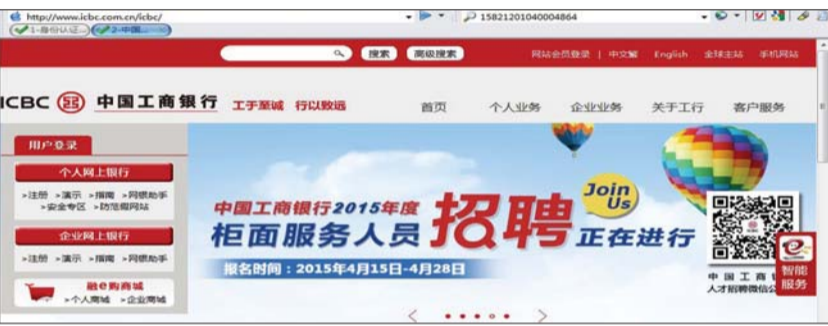 http://www.icbc.com.cn/icbc/
15821201040004864
1-身份认证...
2-中国...
搜索
高级搜索
网站会员登录 | 中文繁 English 全球主站 手机网站
ICBC 中国工商银行 工于至诚 行以致远
首页 个人业务 企业业务 关于工行 客户服务
用户登录
个人网上银行
»注册 »演示 »指南 »网银助手
»安全专区 »防范假网站
企业网上银行
»注册 »演示 »指南 »网银助手
融e购商城
»个人商城 »企业商城
中国工商银行2015年度
柜面服务人员招聘正在进行
报名时间：2015年4月15日-4月28日
Join
Us
中国工商
人才招聘微信公
智能
服务